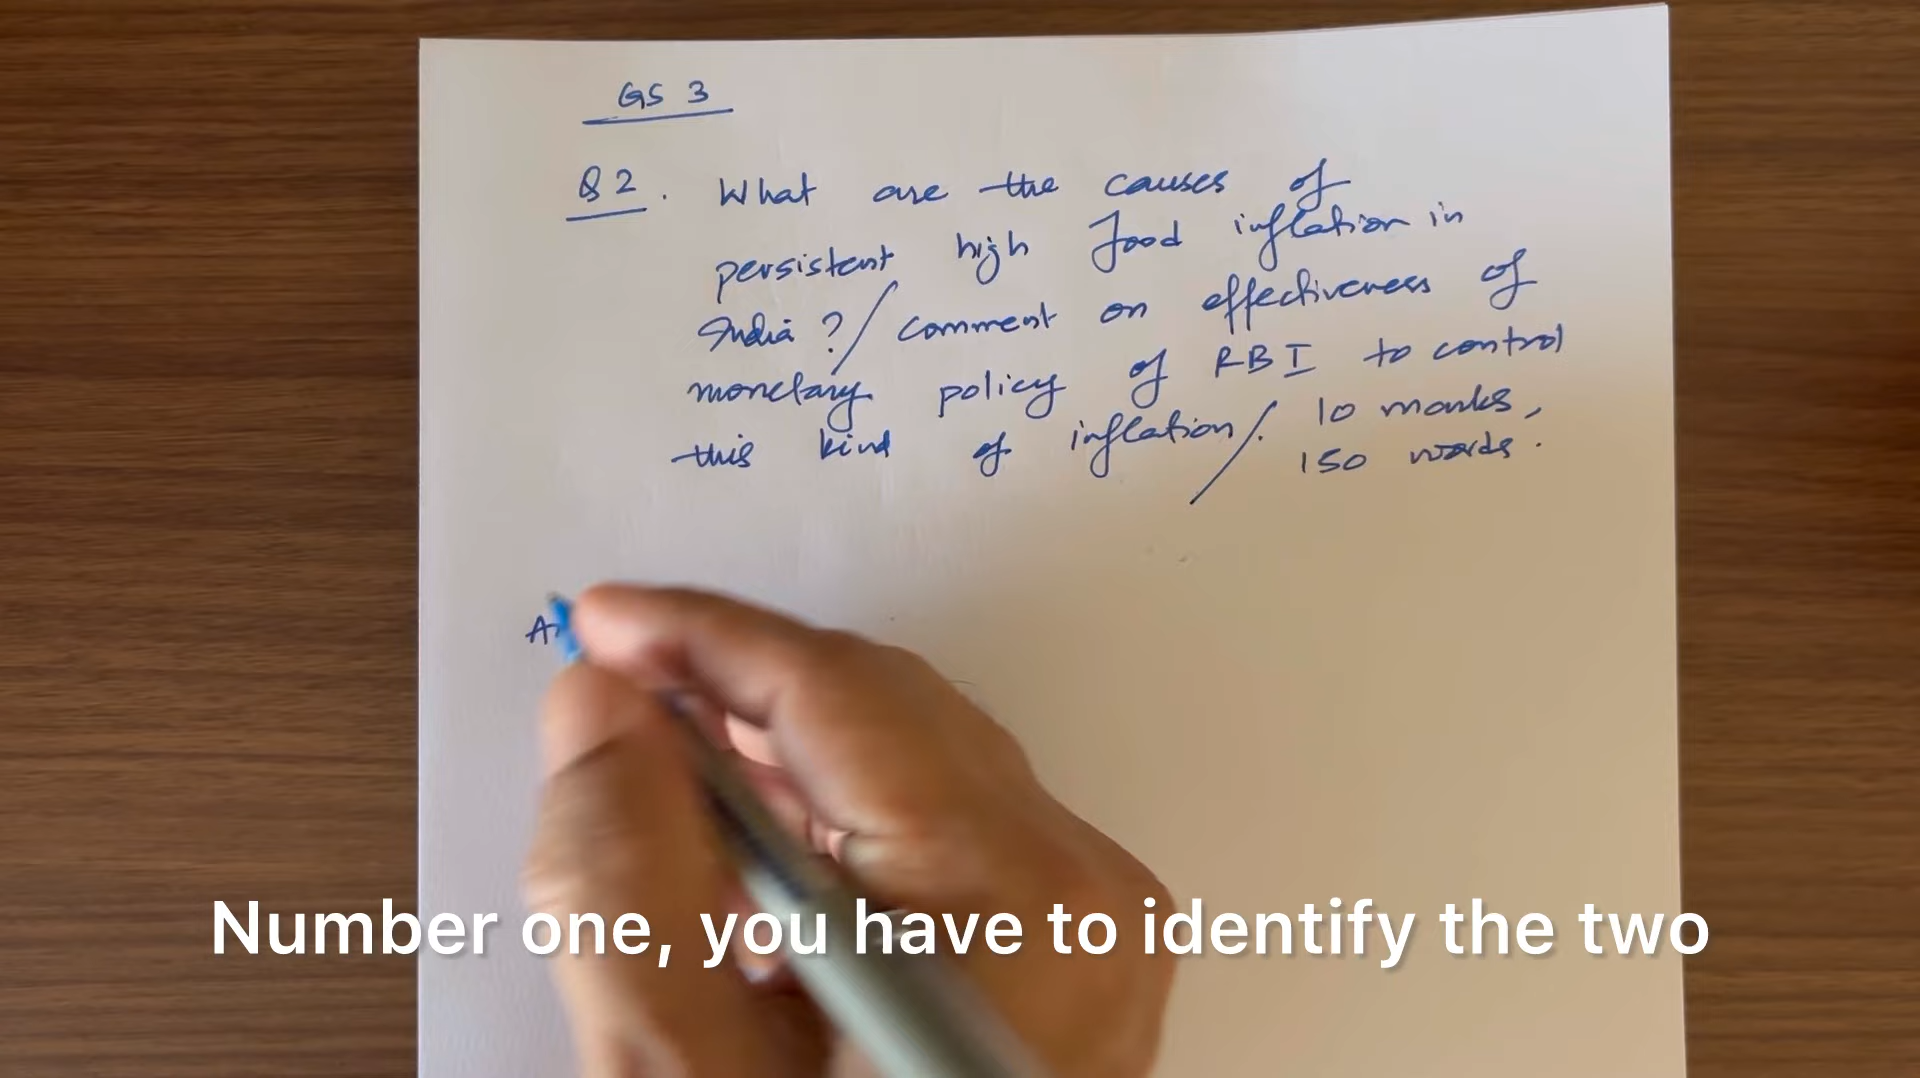 GS 3
Q2. What are the causes of
persistent high food inflation in
India? / comment on effectiveness of
monetary policy of RBI to control
this kind of inflation /. 10 marks,
150 words.
A
Number one, you have to identify the two